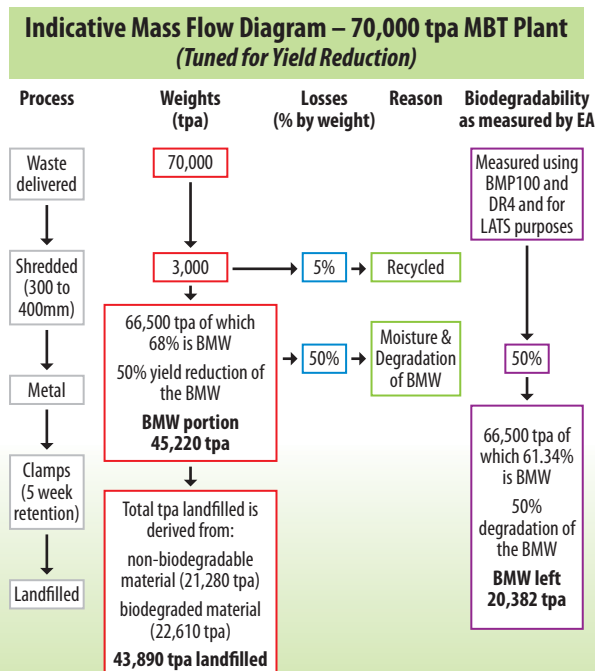 Indicative Mass Flow Diagram – 70,000 tpa MBT Plant
(Tuned for Yield Reduction)
Process
Weights
(tpa)
Losses
(% by weight)
Reason
Biodegradability
as measured by EA
Waste
delivered
70,000
Measured using
BMP100 and
DR4 and for
LATS purposes
Shredded
(300 to
400mm)
3,000
5%
Recycled
66,500 tpa of which
68% is BMW
50% yield reduction of
the BMW
BMW portion
45,220 tpa
50%
Moisture &
Degradation
of BMW
50%
Metal
Clamps
(5 week
retention)
Landfilled
Total tpa landfilled is
derived from:
non-biodegradable
material (21,280 tpa)
biodegraded material
(22,610 tpa)
43,890 tpa landfilled
66,500 tpa of
which 61.34%
is BMW
50%
degradation of
the BMW
BMW left
20,382 tpa